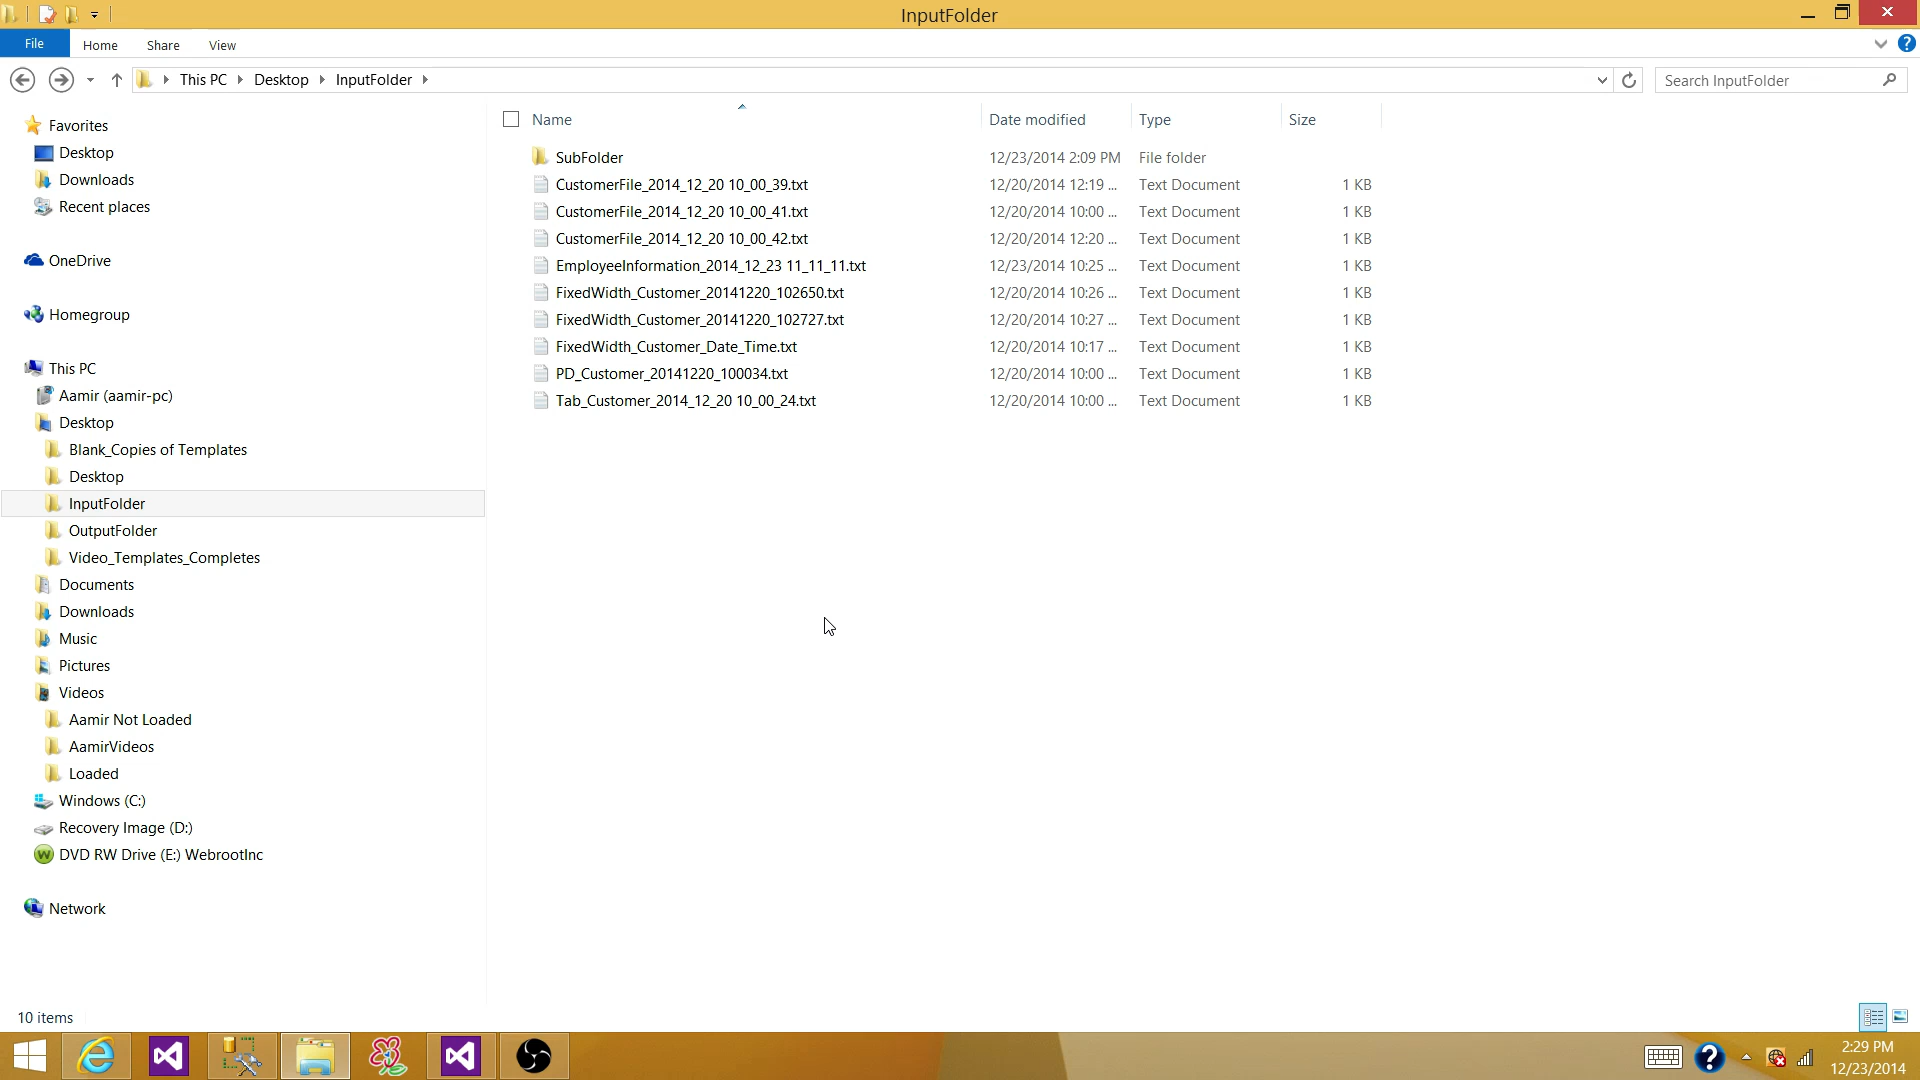 InputFolder
File Home Share View
This PC Desktop InputFolder
Search InputFolder
Favorites
Desktop
Downloads
Recent places
OneDrive
Homegroup
This PC
Aamir (aamir-pc)
Desktop
Blank_Copies of Templates
Desktop
InputFolder
OutputFolder
Video_Templates_Completes
Documents
Downloads
Music
Pictures
Videos
Aamir Not Loaded
AamirVideos
Loaded
Windows (C:)
Recovery Image (D:)
DVD RW Drive (E:) WebrootInc
Network
Name Date modified Type Size
SubFolder 12/23/2014 2:09 PM File folder
CustomerFile_2014_12_20 10_00_39.txt 12/20/2014 12:19 ... Text Document 1 KB
CustomerFile_2014_12_20 10_00_41.txt 12/20/2014 10:00 ... Text Document 1 KB
CustomerFile_2014_12_20 10_00_42.txt 12/20/2014 12:20 ... Text Document 1 KB
EmployeeInformation_2014_12_23 11_11_11.txt 12/23/2014 10:25 ... Text Document 1 KB
FixedWidth_Customer_20141220_102650.txt 12/20/2014 10:26 ... Text Document 1 KB
FixedWidth_Customer_20141220_102727.txt 12/20/2014 10:27 ... Text Document 1 KB
FixedWidth_Customer_Date_Time.txt 12/20/2014 10:17 ... Text Document 1 KB
PD_Customer_20141220_100034.txt 12/20/2014 10:00 ... Text Document 1 KB
Tab_Customer_2014_12_20 10_00_24.txt 12/20/2014 10:00 ... Text Document 1 KB
10 items
2:29 PM
12/23/2014